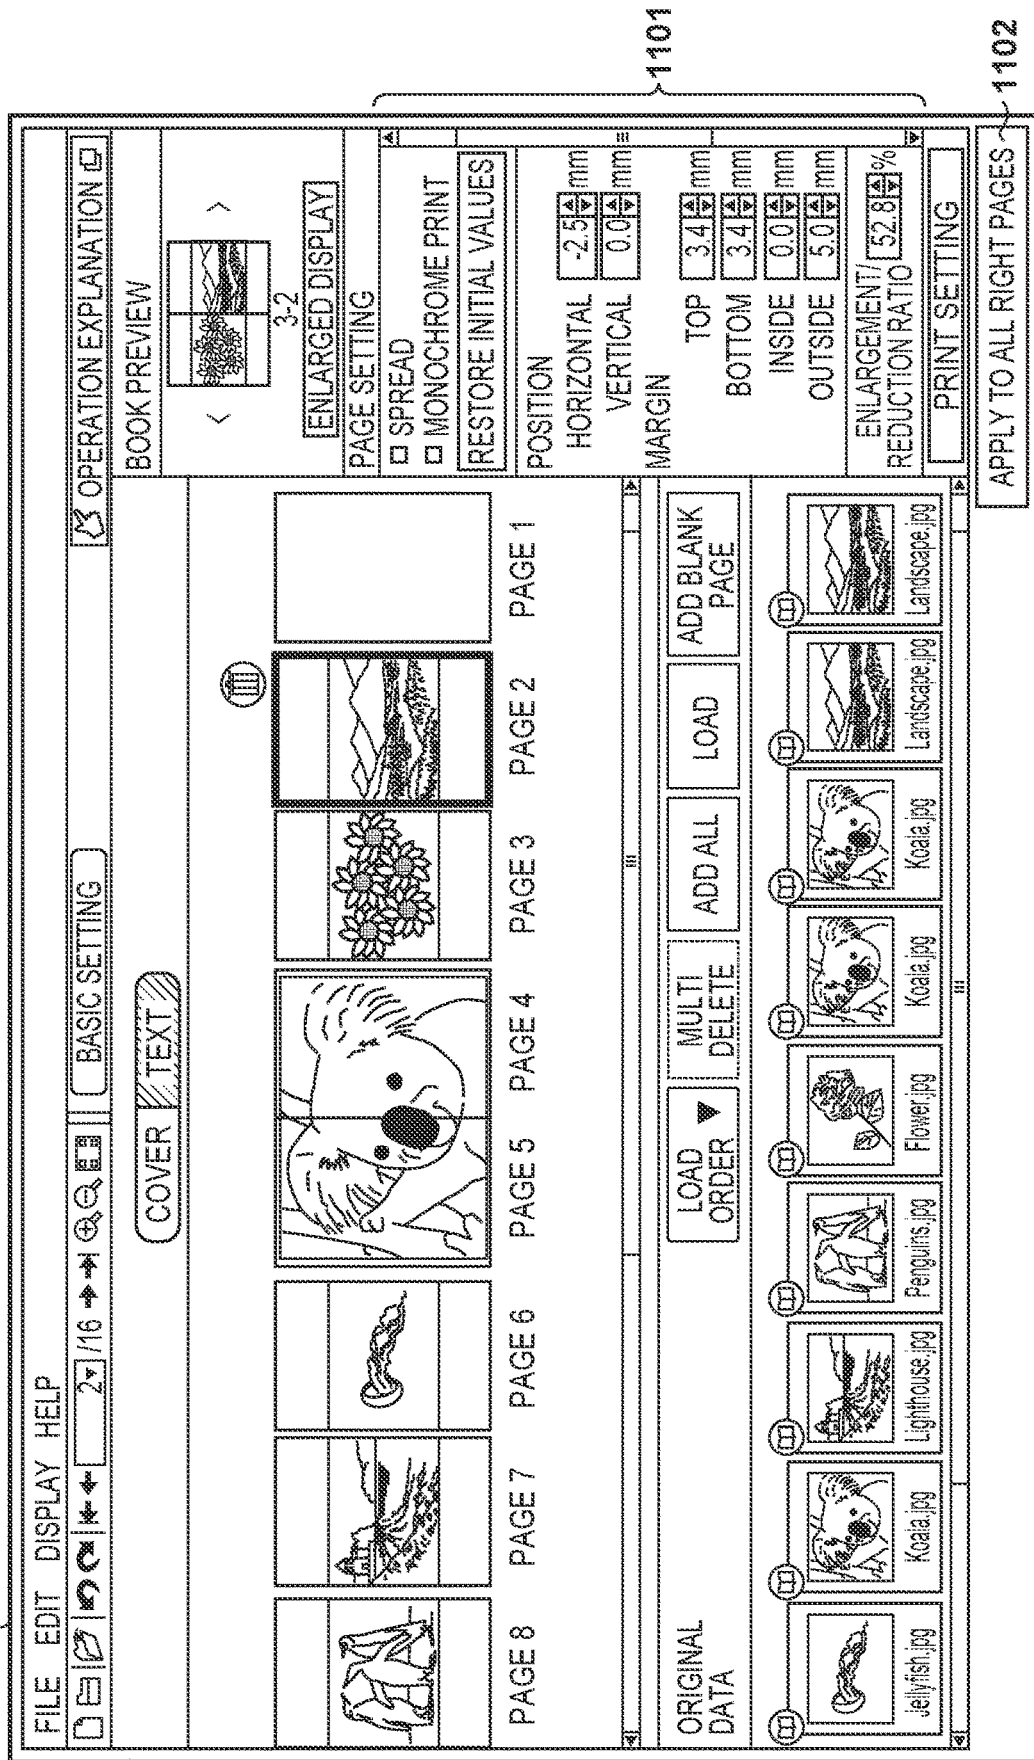 FILE EDIT DISPLAY HELP
2▼ /16
BASIC SETTING
OPERATION EXPLANATION
COVER TEXT
PAGE 8
PAGE 7
PAGE 6
PAGE 5
PAGE 4
PAGE 3
PAGE 2
PAGE 1
BOOK PREVIEW
< >
3-2
ENLARGED DISPLAY
PAGE SETTING
SPREAD
MONOCHROME PRINT
RESTORE INITIAL VALUES
POSITION
HORIZONTAL -2.5 mm
VERTICAL 0.0 mm
MARGIN
TOP 3.4 mm
BOTTOM 3.4 mm
INSIDE 0.0 mm
OUTSIDE 5.0 mm
ENLARGEMENT/
REDUCTION RATIO 52.8 %
PRINT SETTING
ORIGINAL
DATA
LOAD
ORDER ▼
MULTI
DELETE
ADD ALL
LOAD
ADD BLANK
PAGE
Jellyfish.jpg
Koala.jpg
Lighthouse.jpg
Penguins.jpg
Flower.jpg
Koala.jpg
Koala.jpg
Landscape.jpg
Landscape.jpg
APPLY TO ALL RIGHT PAGES
1101
1102